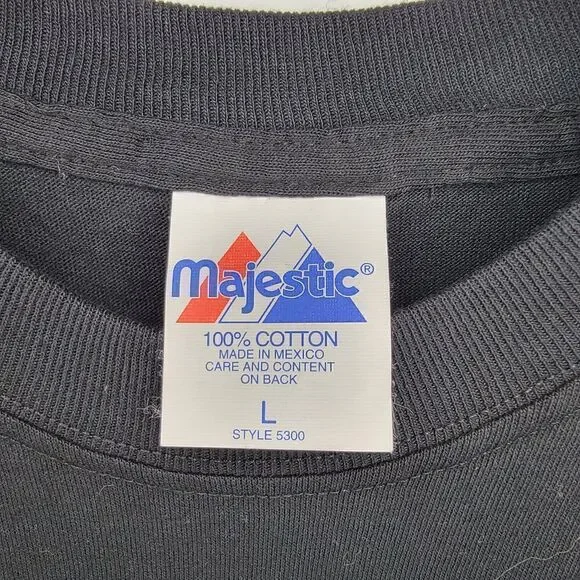 Majestic®
100% COTTON
MADE IN MEXICO
CARE AND CONTENT
ON BACK
L
STYLE 5300